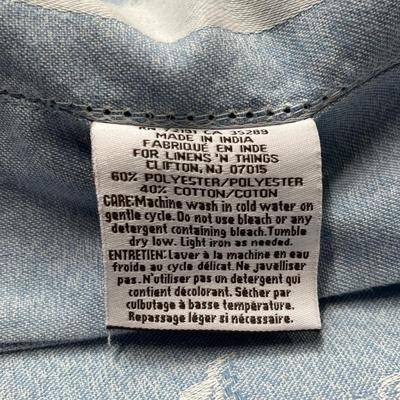 CA 35289
MADE IN INDIA
FABRIQUÉ EN INDE
FOR LINENS 'N THINGS
CLIFTON, NJ 07015
60% POLYESTER/POLYESTER
40% COTTON/COTON
CARE:Machine wash in cold water on
gentle cycle. Do not use bleach or any
detergent containing bleach.Tumble
dry low. Light iron as needed.
ENTRETIEN: Laver à la machine en eau
froide au cycle délicat. Ne javelliser
pas. N'utiliser pas un detergent qui
contient décolorant. Sécher par
culbutage à basse température.
Repassage léger si nécessaire.